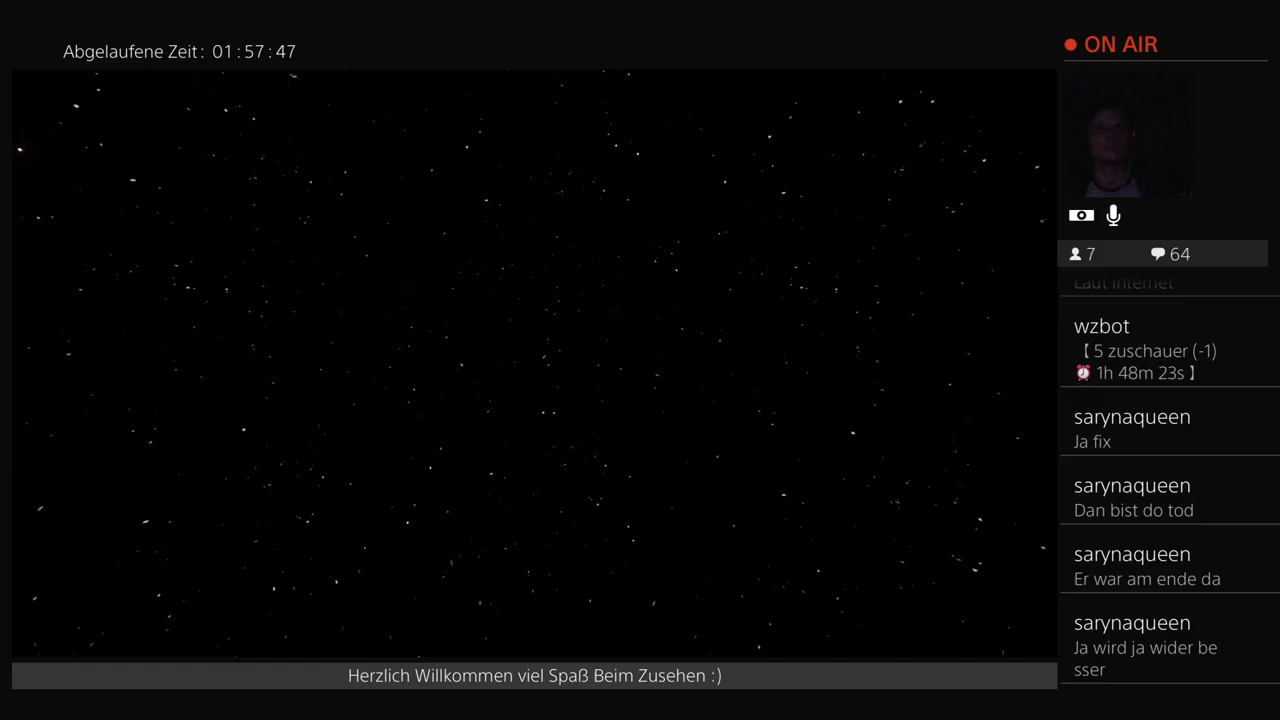 Abgelaufene Zeit: 01:57:47
ON AIR
7
64
Laut internet
wzbot
【5 zuschauer (-1)
⏰ 1h 48m 23s】
sarynaqueen
Ja fix
sarynaqueen
Dan bist do tod
sarynaqueen
Er war am ende da
sarynaqueen
Ja wird ja wider be
sser
Herzlich Willkommen viel Spaß Beim Zusehen :)